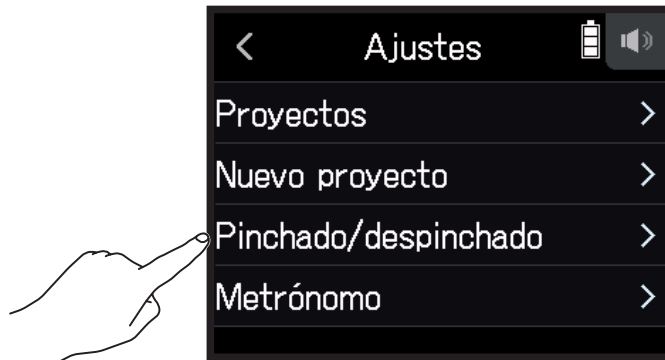 Ajustes
Proyectos
Nuevo proyecto
Pinchado/despinchado
Metrónomo